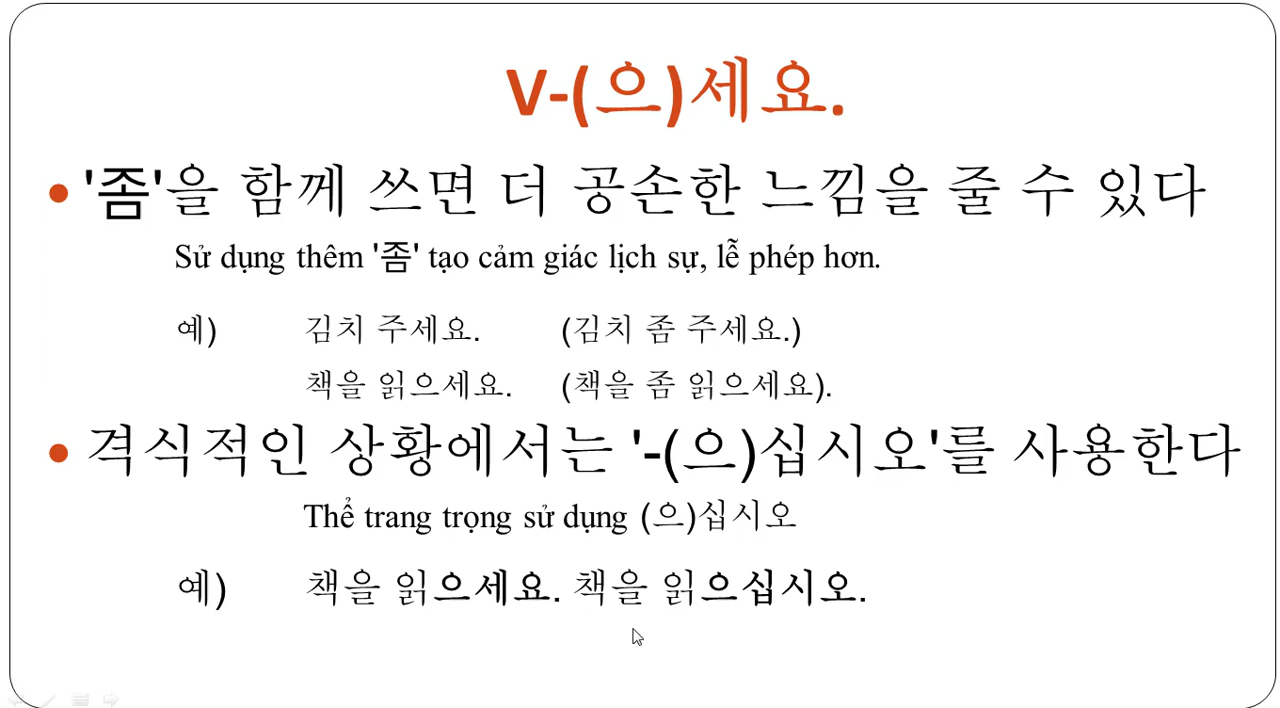 V-(으)세요.
• '좀'을 함께 쓰면 더 공손한 느낌을 줄 수 있다
Sử dụng thêm '좀' tạo cảm giác lịch sự, lễ phép hơn.
예) 김치 주세요. (김치 좀 주세요.)
책을 읽으세요. (책을 좀 읽으세요).
• 격식적인 상황에서는 '-(으)십시오'를 사용한다
Thể trang trọng sử dụng (으)십시오
예) 책을 읽으세요. 책을 읽으십시오.